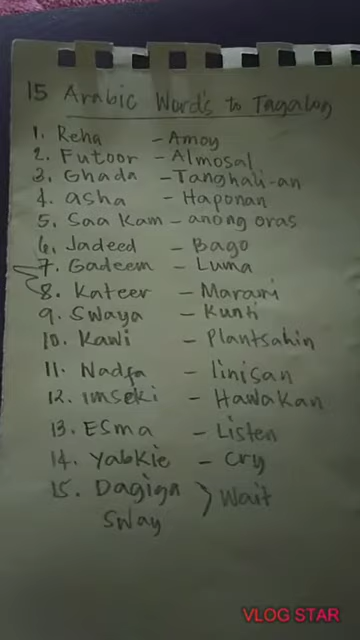 15 Arabic Words to Tagalog
1. Reha - Amoy
2. Futoor - Almosal
3. Ghada - Tanghali-an
4. asha - Haponan
5. Saa Kam - anong oras
6. Jadeed - Bago
7. Gadeem - Luma
8. Kateer - Marami
9. Swaya - Kunti
10. Kawi - Plantsahin
11. Nadfa - linisan
12. imseki - Hawakan
13. Esma - Listen
14. Yabkie - Cry
15. Dagiga } Wait
Sway
VLOG STAR